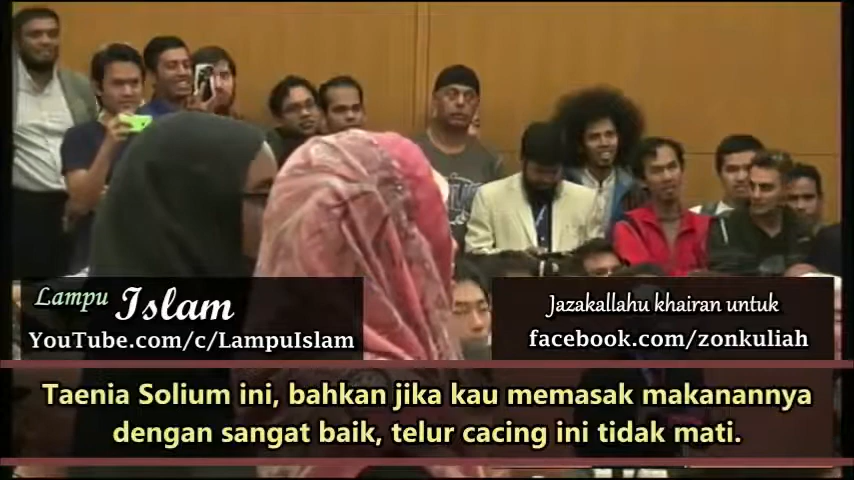 Lampu Islam
YouTube.com/c/LampuIslam
Jazakallahu khairan untuk
facebook.com/zonkuliah
Taenia Solium ini, bahkan jika kau memasak makanannya
dengan sangat baik, telur cacing ini tidak mati.